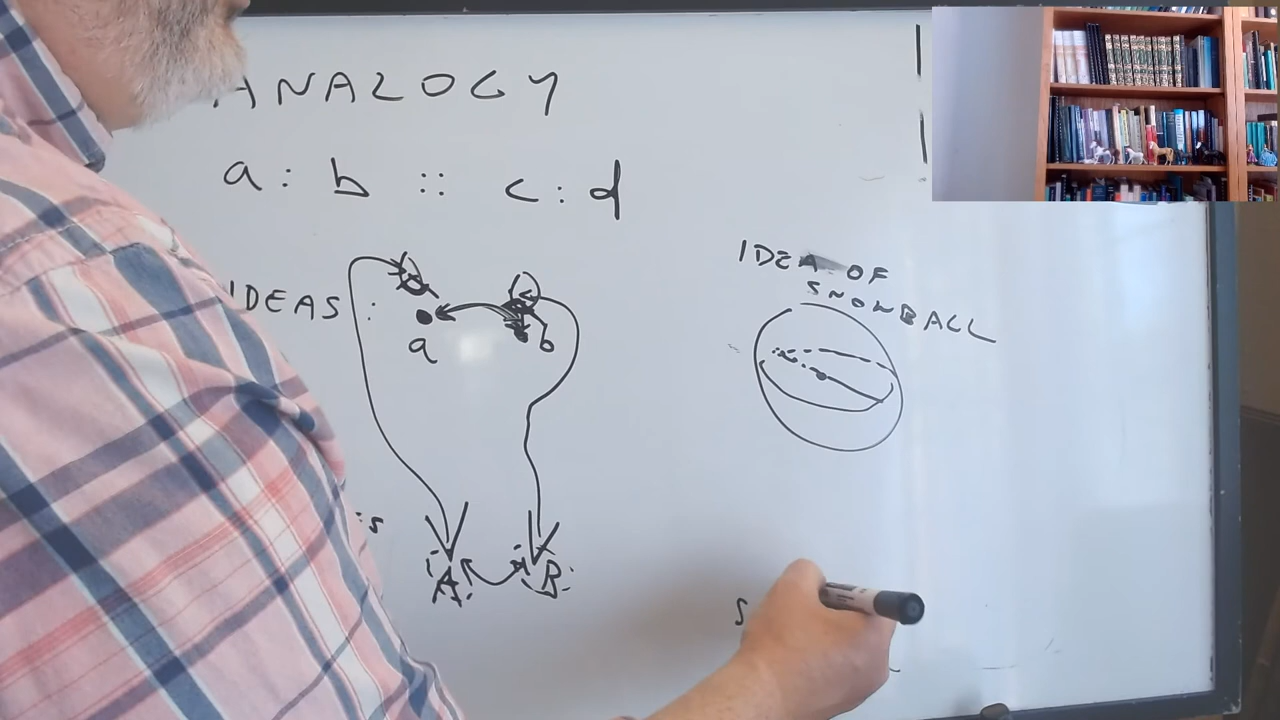 ANALOGY
a : b :: c : d
IDEAS :
a b
A B
IDEA OF
SNOWBALL
S